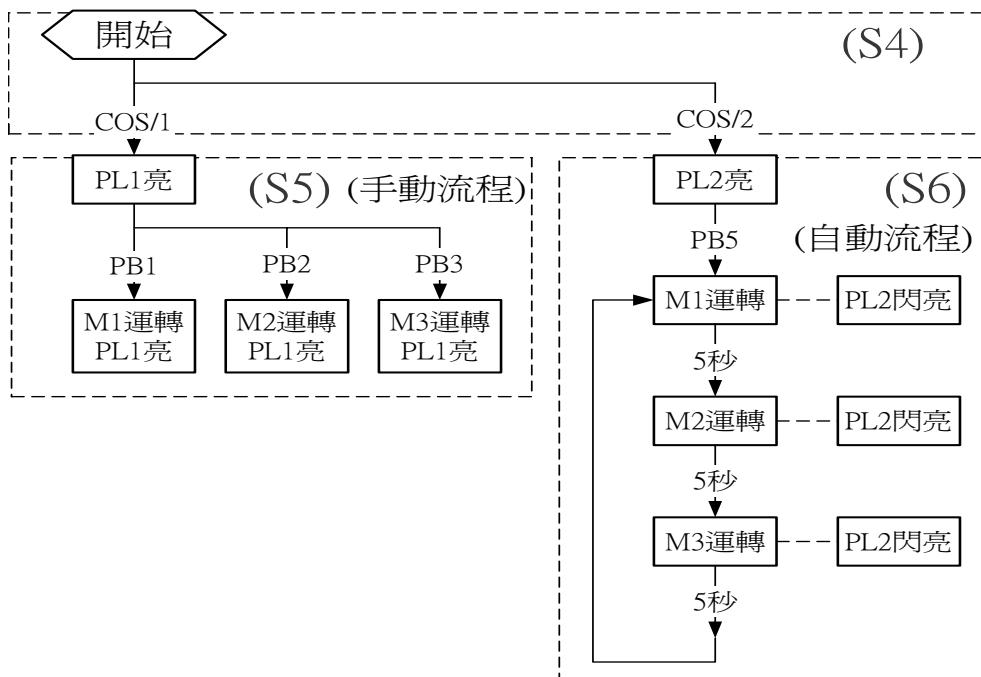 開始
(S4)
COS/1
COS/2
PL1亮
(S5) (手動流程)
PL2亮
(S6)
(自動流程)
PB1
PB2
PB3
PB5
M1運轉
PL1亮
M2運轉
PL1亮
M3運轉
PL1亮
M1運轉
PL2閃亮
5秒
M2運轉
PL2閃亮
5秒
M3運轉
PL2閃亮
5秒